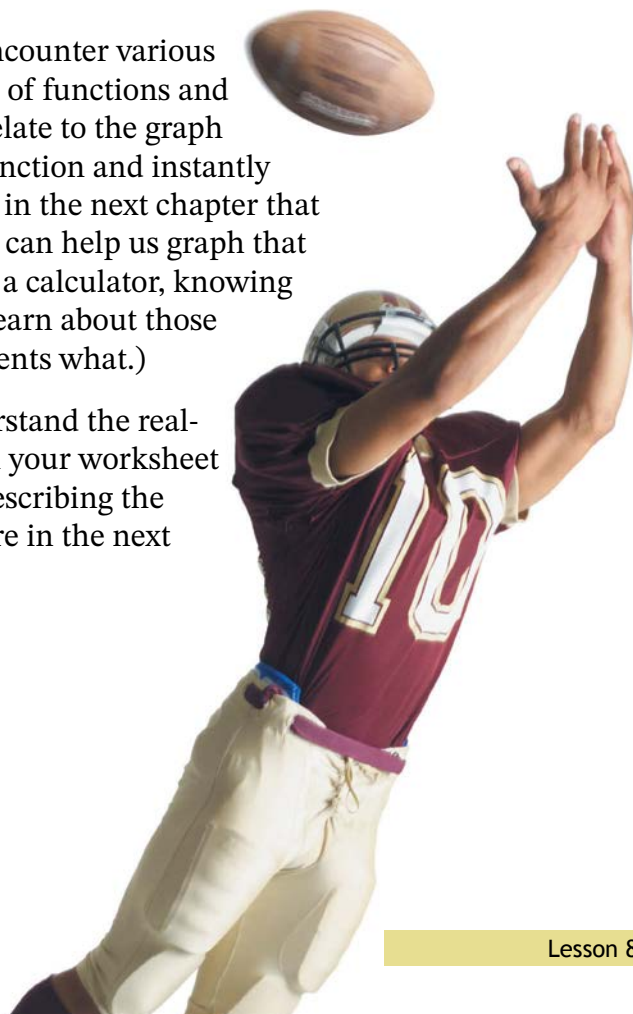 ncounter various
of functions and
elate to the graph
nction and instantly
in the next chapter that
can help us graph that
a calculator, knowing
earn about those
ents what.)
rstand the real-
your worksheet
escribing the
re in the next
10
Lesson 8